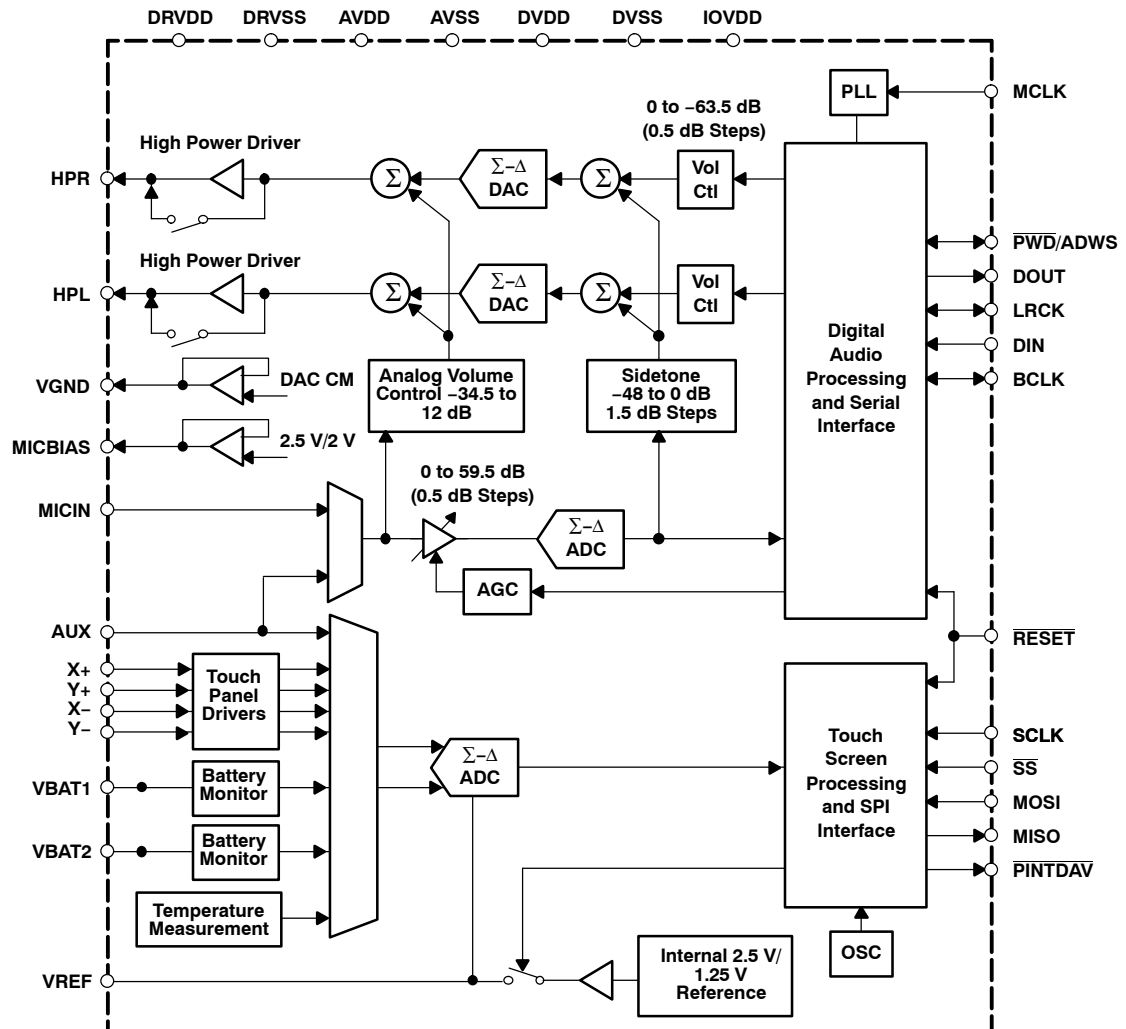 DRVDD DRVSS AVDD AVSS DVDD DVSS IOVDD
PLL
MCLK
0 to −63.5 dB
(0.5 dB Steps)
High Power Driver
HPR
Σ
Σ−Δ
DAC
Σ
Vol
Ctl
PWD/ADWS
DOUT
LRCK
DIN
BCLK
High Power Driver
HPL
Σ
Σ−Δ
DAC
Σ
Vol
Ctl
Digital
Audio
Processing
and Serial
Interface
VGND
DAC CM
Analog Volume
Control −34.5 to
12 dB
Sidetone
−48 to 0 dB
1.5 dB Steps
MICBIAS
2.5 V/2 V
0 to 59.5 dB
(0.5 dB Steps)
MICIN
Σ−Δ
ADC
AGC
AUX
RESET
X+
Y+
X−
Y−
Touch
Panel
Drivers
VBAT1
Battery
Monitor
Σ−Δ
ADC
Touch
Screen
Processing
and SPI
Interface
SCLK
SS
MOSI
MISO
PINTDAV
VBAT2
Battery
Monitor
Temperature
Measurement
OSC
VREF
Internal 2.5 V/
1.25 V
Reference